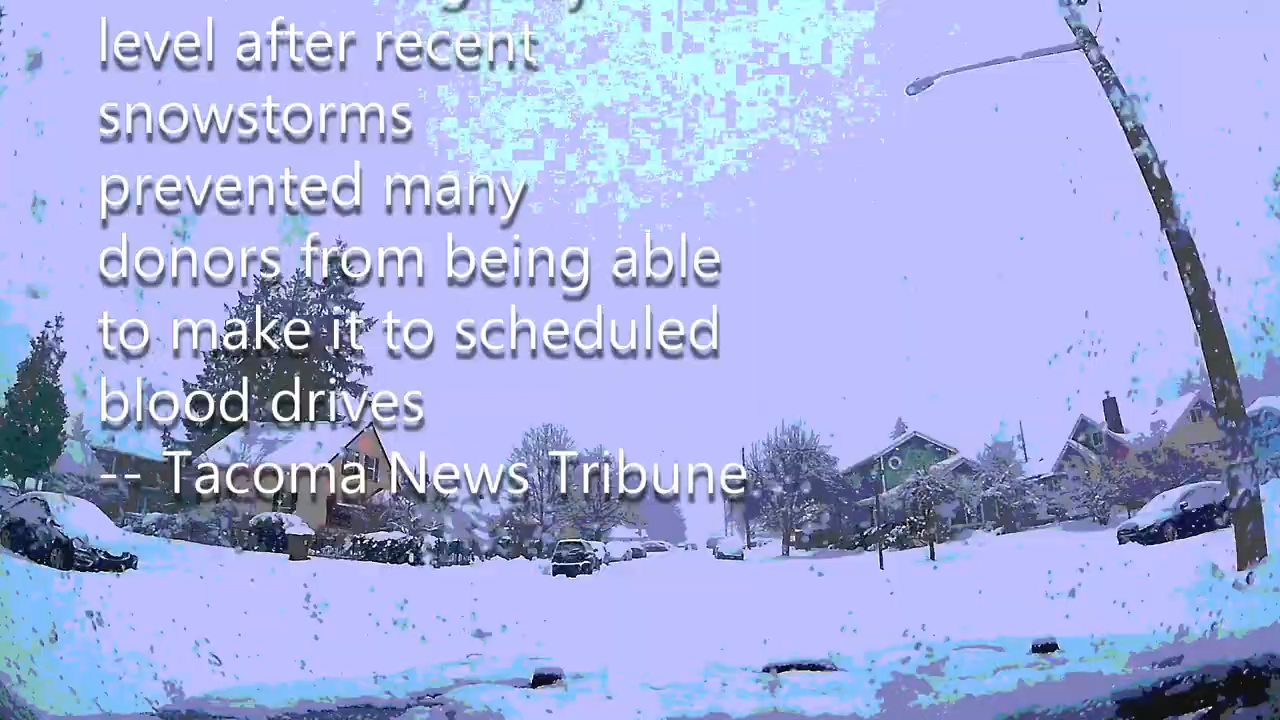 level after recent
snowstorms
prevented many
donors from being able
to make it to scheduled
blood drives
-- Tacoma News Tribune